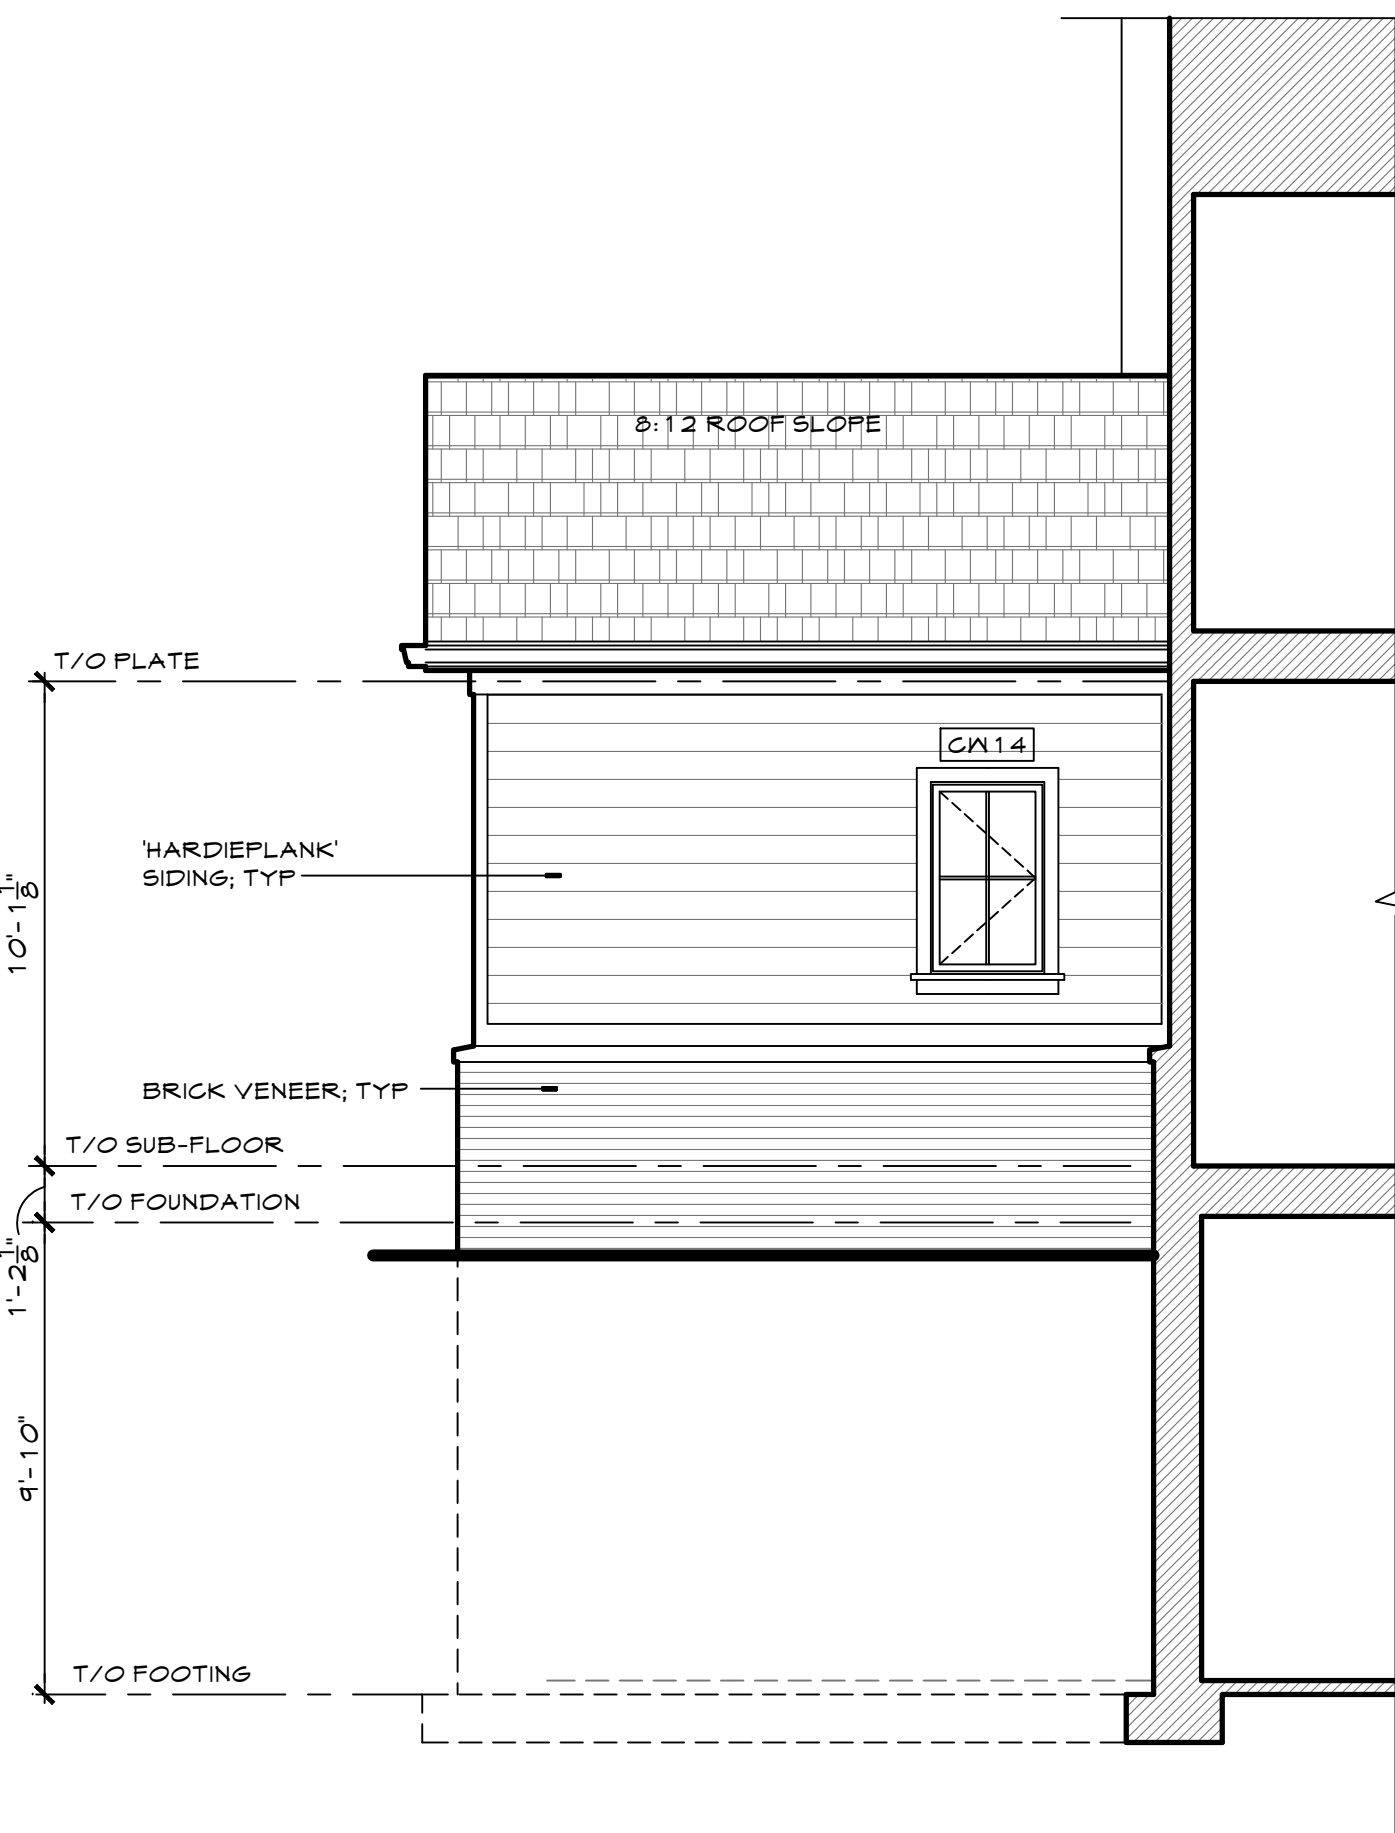 8:12 ROOF SLOPE
T/O PLATE
CW14
'HARDIEPLANK'
SIDING; TYP
10'-1 1/8"
BRICK VENEER; TYP
T/O SUB-FLOOR
T/O FOUNDATION
1'-2 1/8"
9'-10"
T/O FOOTING